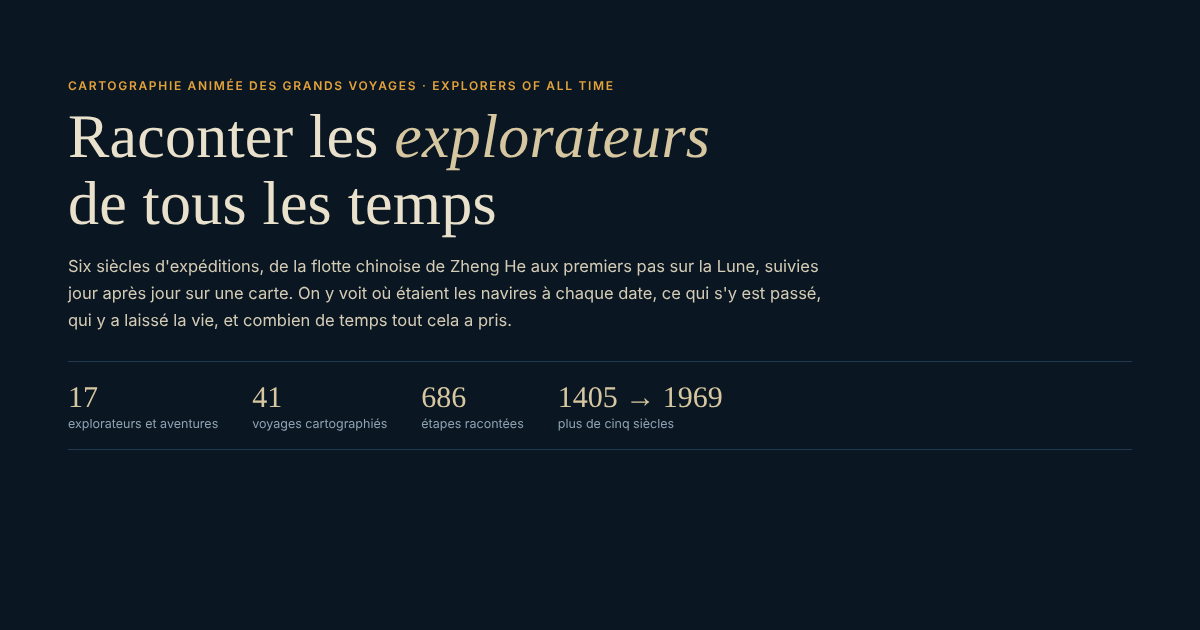 CARTOGRAPHIE ANIMÉE DES GRANDS VOYAGES · EXPLORERS OF ALL TIME
Raconter les explorateurs
de tous les temps
Six siècles d'expéditions, de la flotte chinoise de Zheng He aux premiers pas sur la Lune, suivies
jour après jour sur une carte. On y voit où étaient les navires à chaque date, ce qui s'y est passé,
qui y a laissé la vie, et combien de temps tout cela a pris.
17 41 686 1405 → 1969
explorateurs et aventures voyages cartographiés étapes racontées plus de cinq siècles